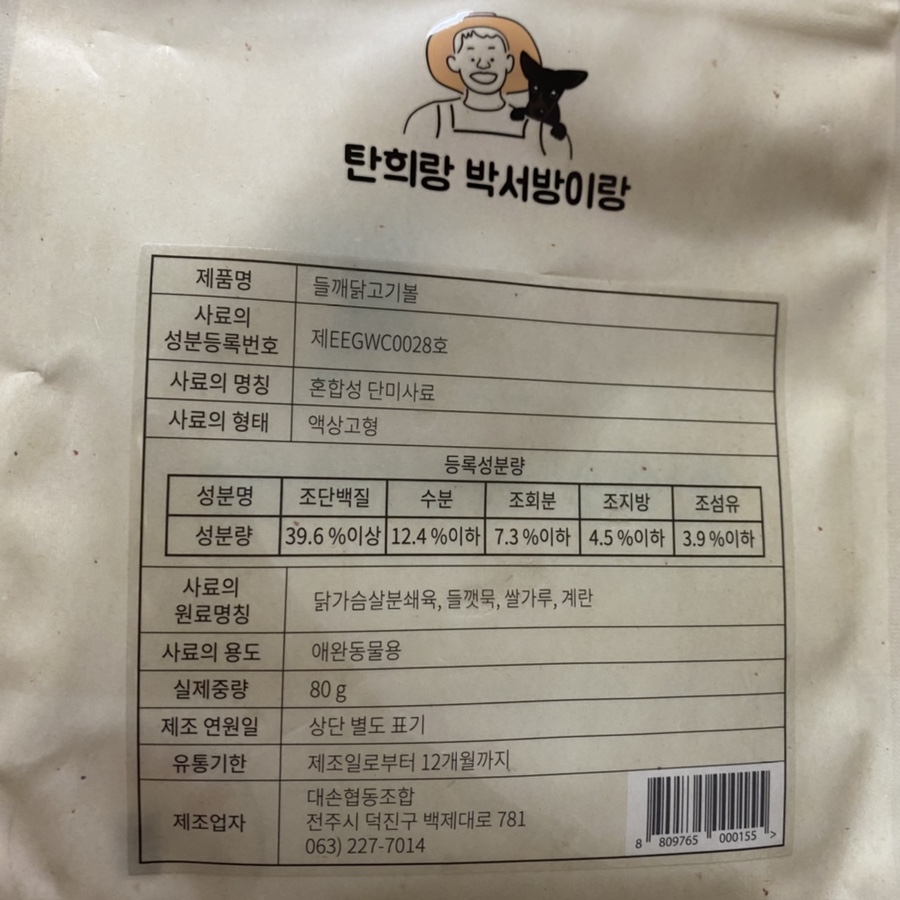 탄희랑 박서방이랑
제품명 들깨닭고기볼
사료의
성분등록번호 제EEGWC0028호
사료의 명칭 혼합성 단미사료
사료의 형태 액상고형
등록성분량
성분명 조단백질 수분 조회분 조지방 조섬유
성분량 39.6 %이상 12.4 %이하 7.3 %이하 4.5 %이하 3.9 %이하
사료의
원료명칭 닭가슴살분쇄육, 들깻묵, 쌀가루, 계란
사료의 용도 애완동물용
실제중량 80 g
제조 연원일 상단 별도 표기
유통기한 제조일로부터 12개월까지
제조업자 대손협동조합
전주시 덕진구 백제대로 781
063) 227-7014
8 809765 000155 >